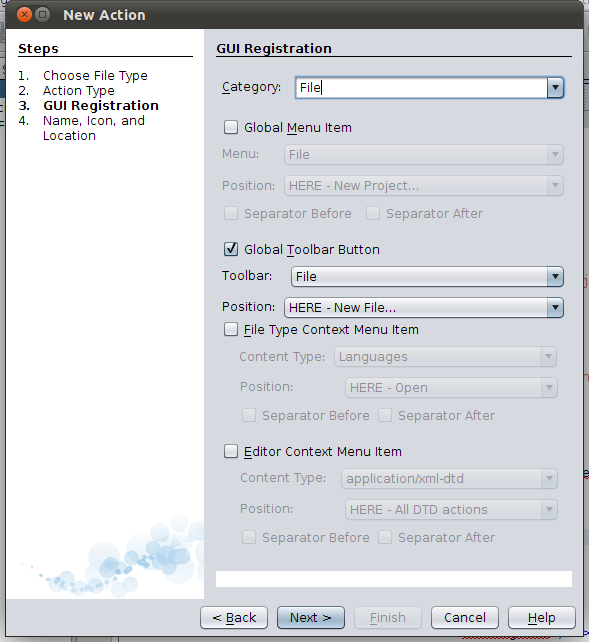 New Action
Steps
1. Choose File Type
2. Action Type
3. GUI Registration
4. Name, Icon, and
Location
GUI Registration
Category: File
Global Menu Item
Menu: File
Position: HERE - New Project...
Separator Before Separator After
Global Toolbar Button
Toolbar: File
Position: HERE - New File...
File Type Context Menu Item
Content Type: Languages
Position: HERE - Open
Separator Before Separator After
Editor Context Menu Item
Content Type: application/xml-dtd
Position: HERE - All DTD actions
Separator Before Separator After
< Back Next > Finish Cancel Help